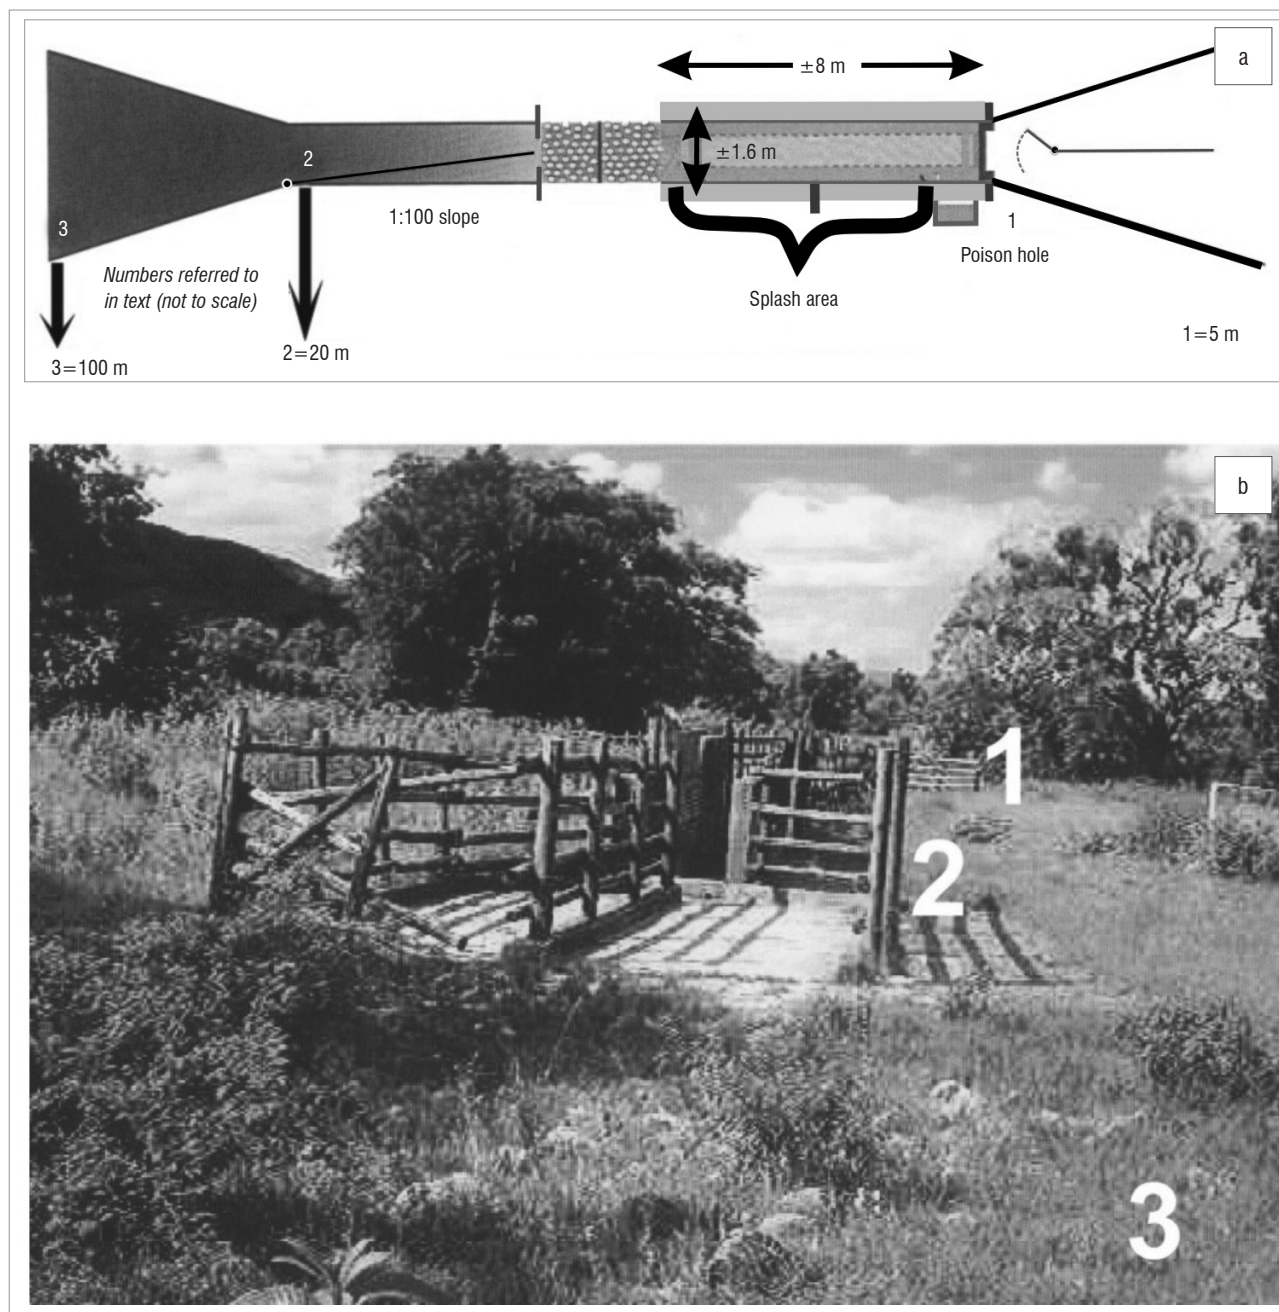 a
±8 m
±1.6 m
2
3
1:100 slope
1
Numbers referred to
in text (not to scale)
Poison hole
Splash area
1=5 m
2=20 m
3=100 m
b
1
2
3